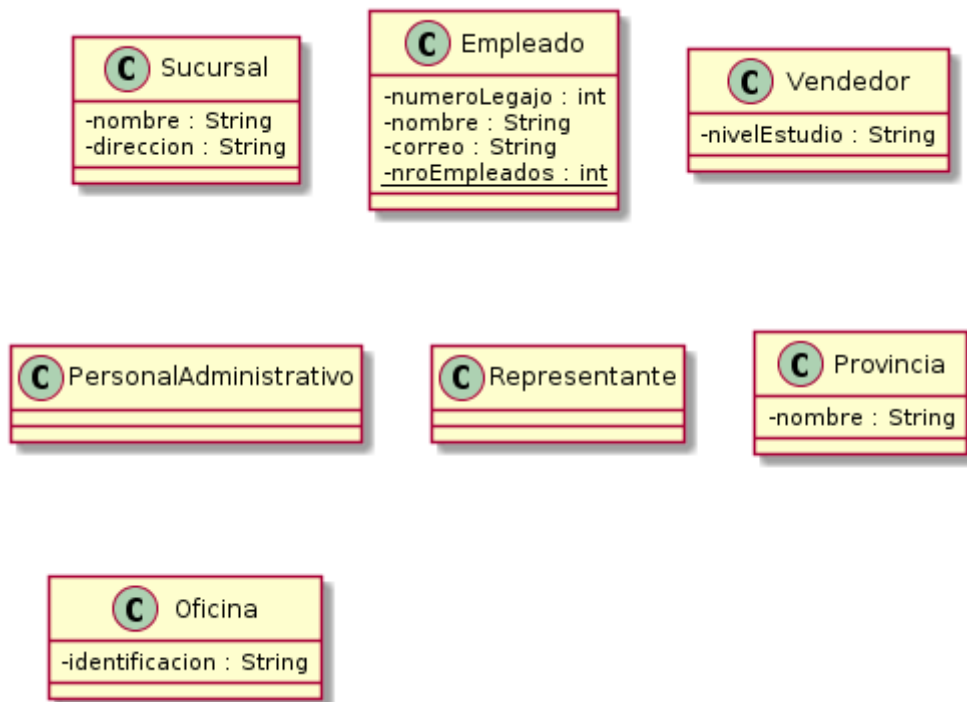 C Sucursal
-nombre : String
-direccion : String
C Empleado
-numeroLegajo : int
-nombre : String
-correo : String
-nroEmpleados : int
C Vendedor
-nivelEstudio : String
C PersonalAdministrativo
C Representante
C Provincia
-nombre : String
C Oficina
-identificacion : String